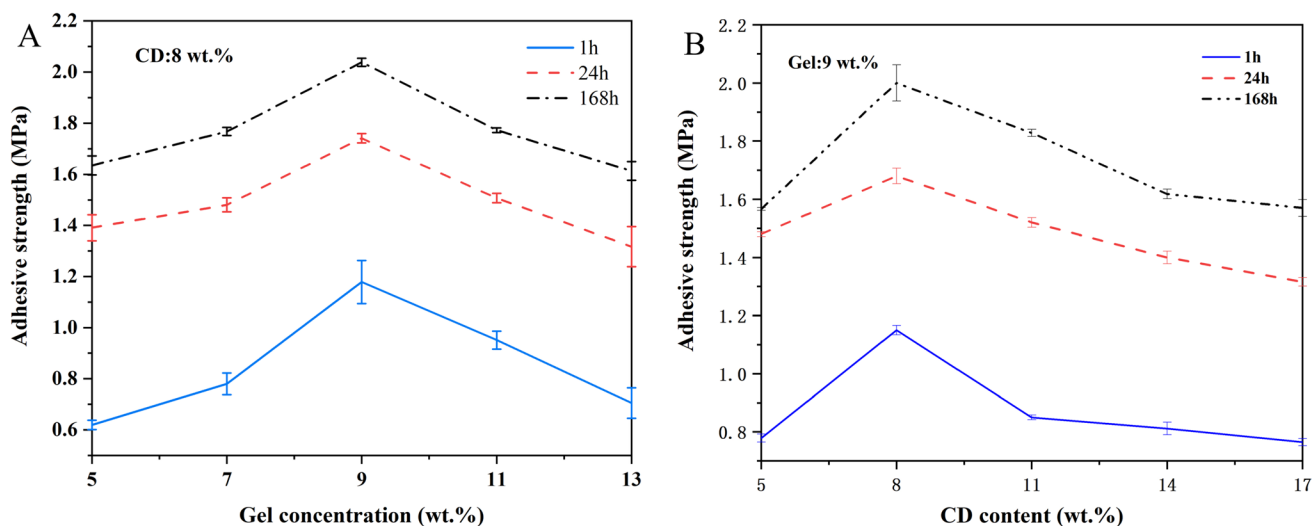 A
CD:8 wt.%
1h
24h
168h
2.2
2.0
1.8
1.6
1.4
1.2
1.0
0.8
0.6
Adhesive strength (MPa)
5 7 9 11 13
Gel concentration (wt.%)
B
Gel:9 wt.%
1h
24h
168h
2.2
2.0
1.8
1.6
1.4
1.2
1.0
0.8
Adhesive strength (MPa)
5 8 11 14 17
CD content (wt.%)